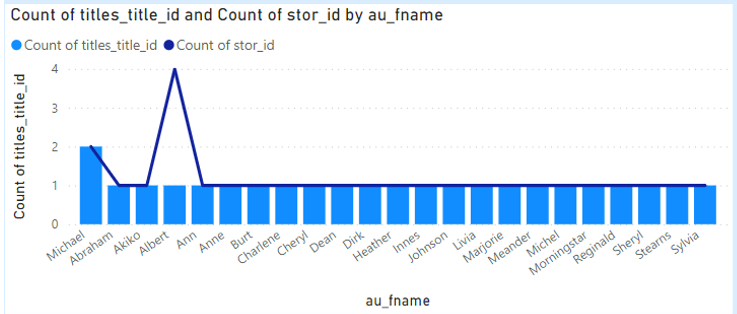 Count of titles_title_id and Count of stor_id by au_fname
Count of titles_title_id Count of stor_id
Count of titles_title_id
4
3
2
1
0
Michael
Abraham
Akiko
Albert
Ann
Anne
Burt
Charlene
Cheryl
Dean
Dirk
Heather
Innes
Johnson
Livia
Marjorie
Meander
Michel
Morningstar
Reginald
Sheryl
Stearns
Sylvia
au_fname